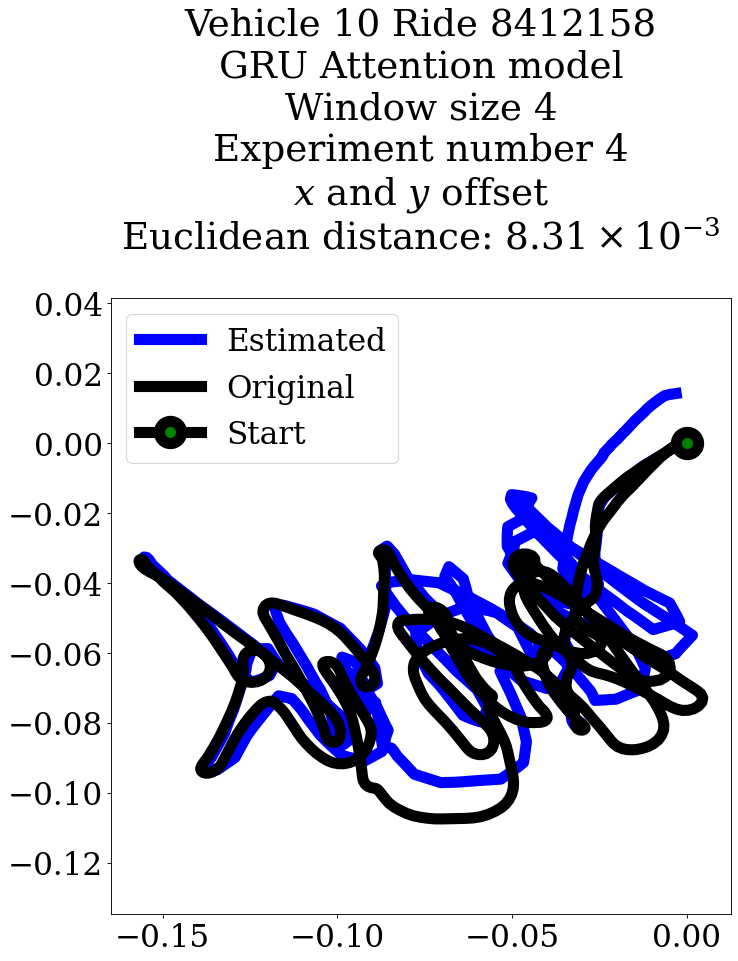 Vehicle 10 Ride 8412158
GRU Attention model
Window size 4
Experiment number 4
x and y offset
Euclidean distance: 8.31 × 10⁻³
0.04
0.02
0.00
−0.02
−0.04
−0.06
−0.08
−0.10
−0.12
Estimated
Original
Start
−0.15
−0.10
−0.05
0.00